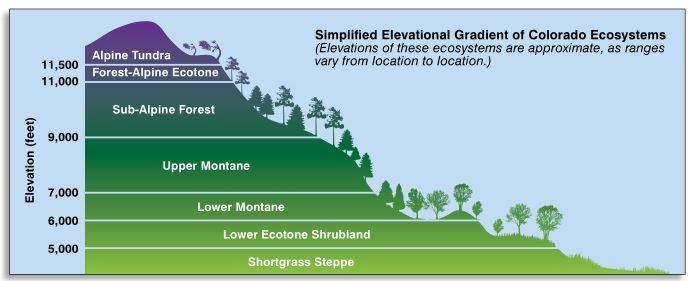 Simplified Elevational Gradient of Colorado Ecosystems
(Elevations of these ecosystems are approximate, as ranges
vary from location to location.)
Elevation (feet)
Alpine Tundra
11,500
Forest-Alpine Ecotone
11,000
Sub-Alpine Forest
9,000
Upper Montane
7,000
Lower Montane
6,000
Lower Ecotone Shrubland
5,000
Shortgrass Steppe